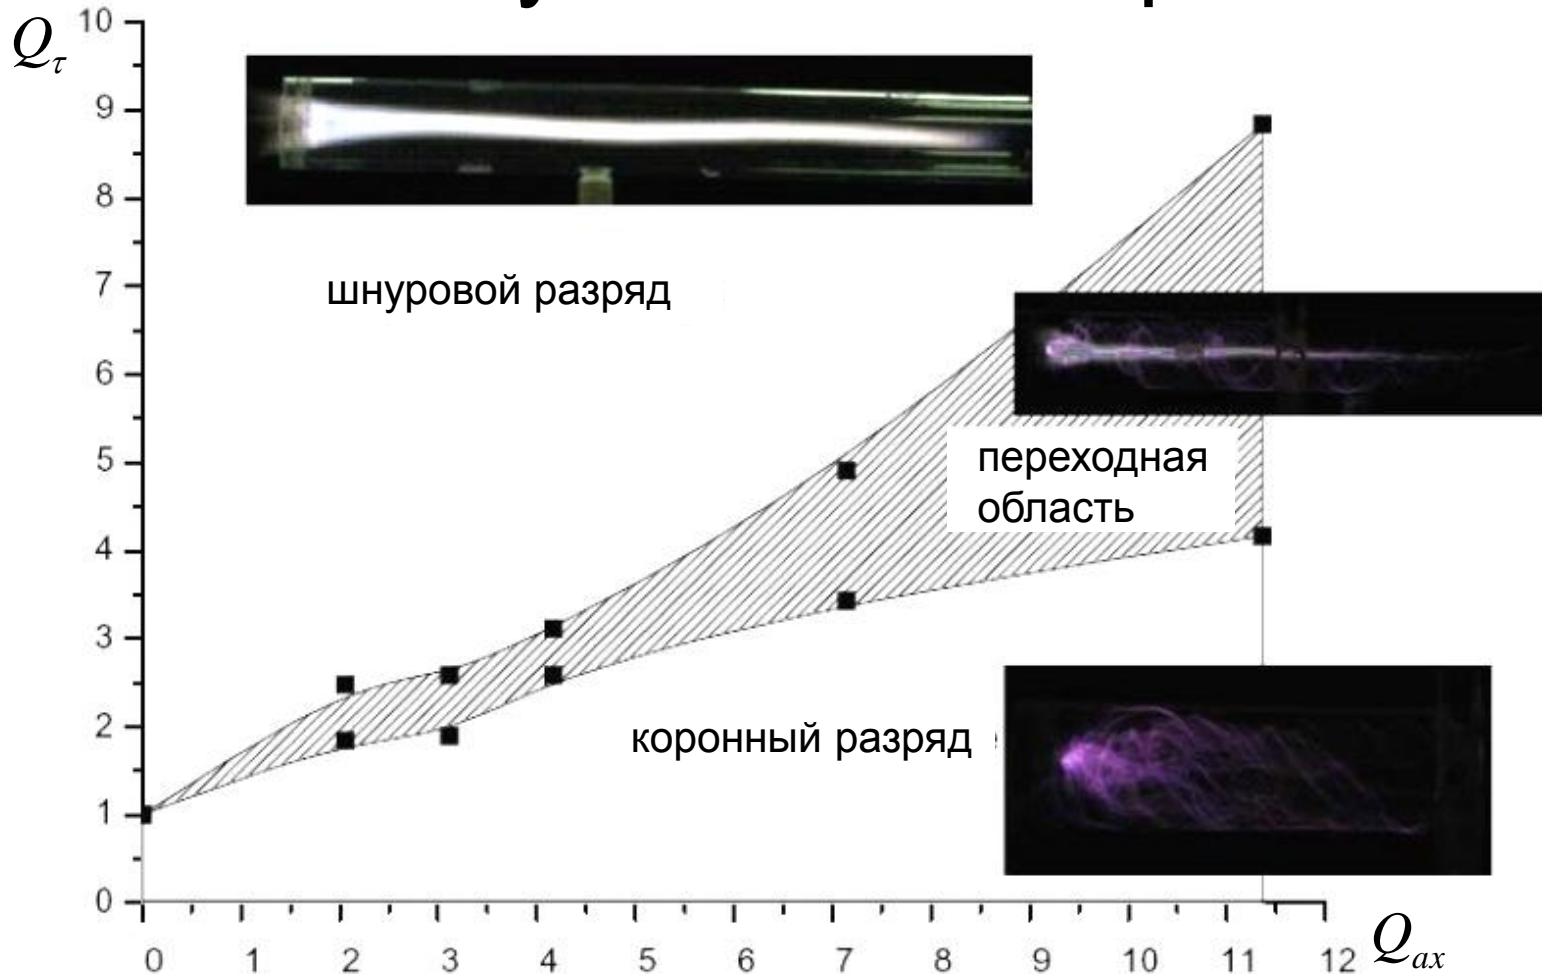 10
Q_τ
9
8
шнуровой разряд
7
6
переходная
область
5
4
3
2
коронный разряд
1
0
0 1 2 3 4 5 6 7 8 9 10 11 12 Q_ax